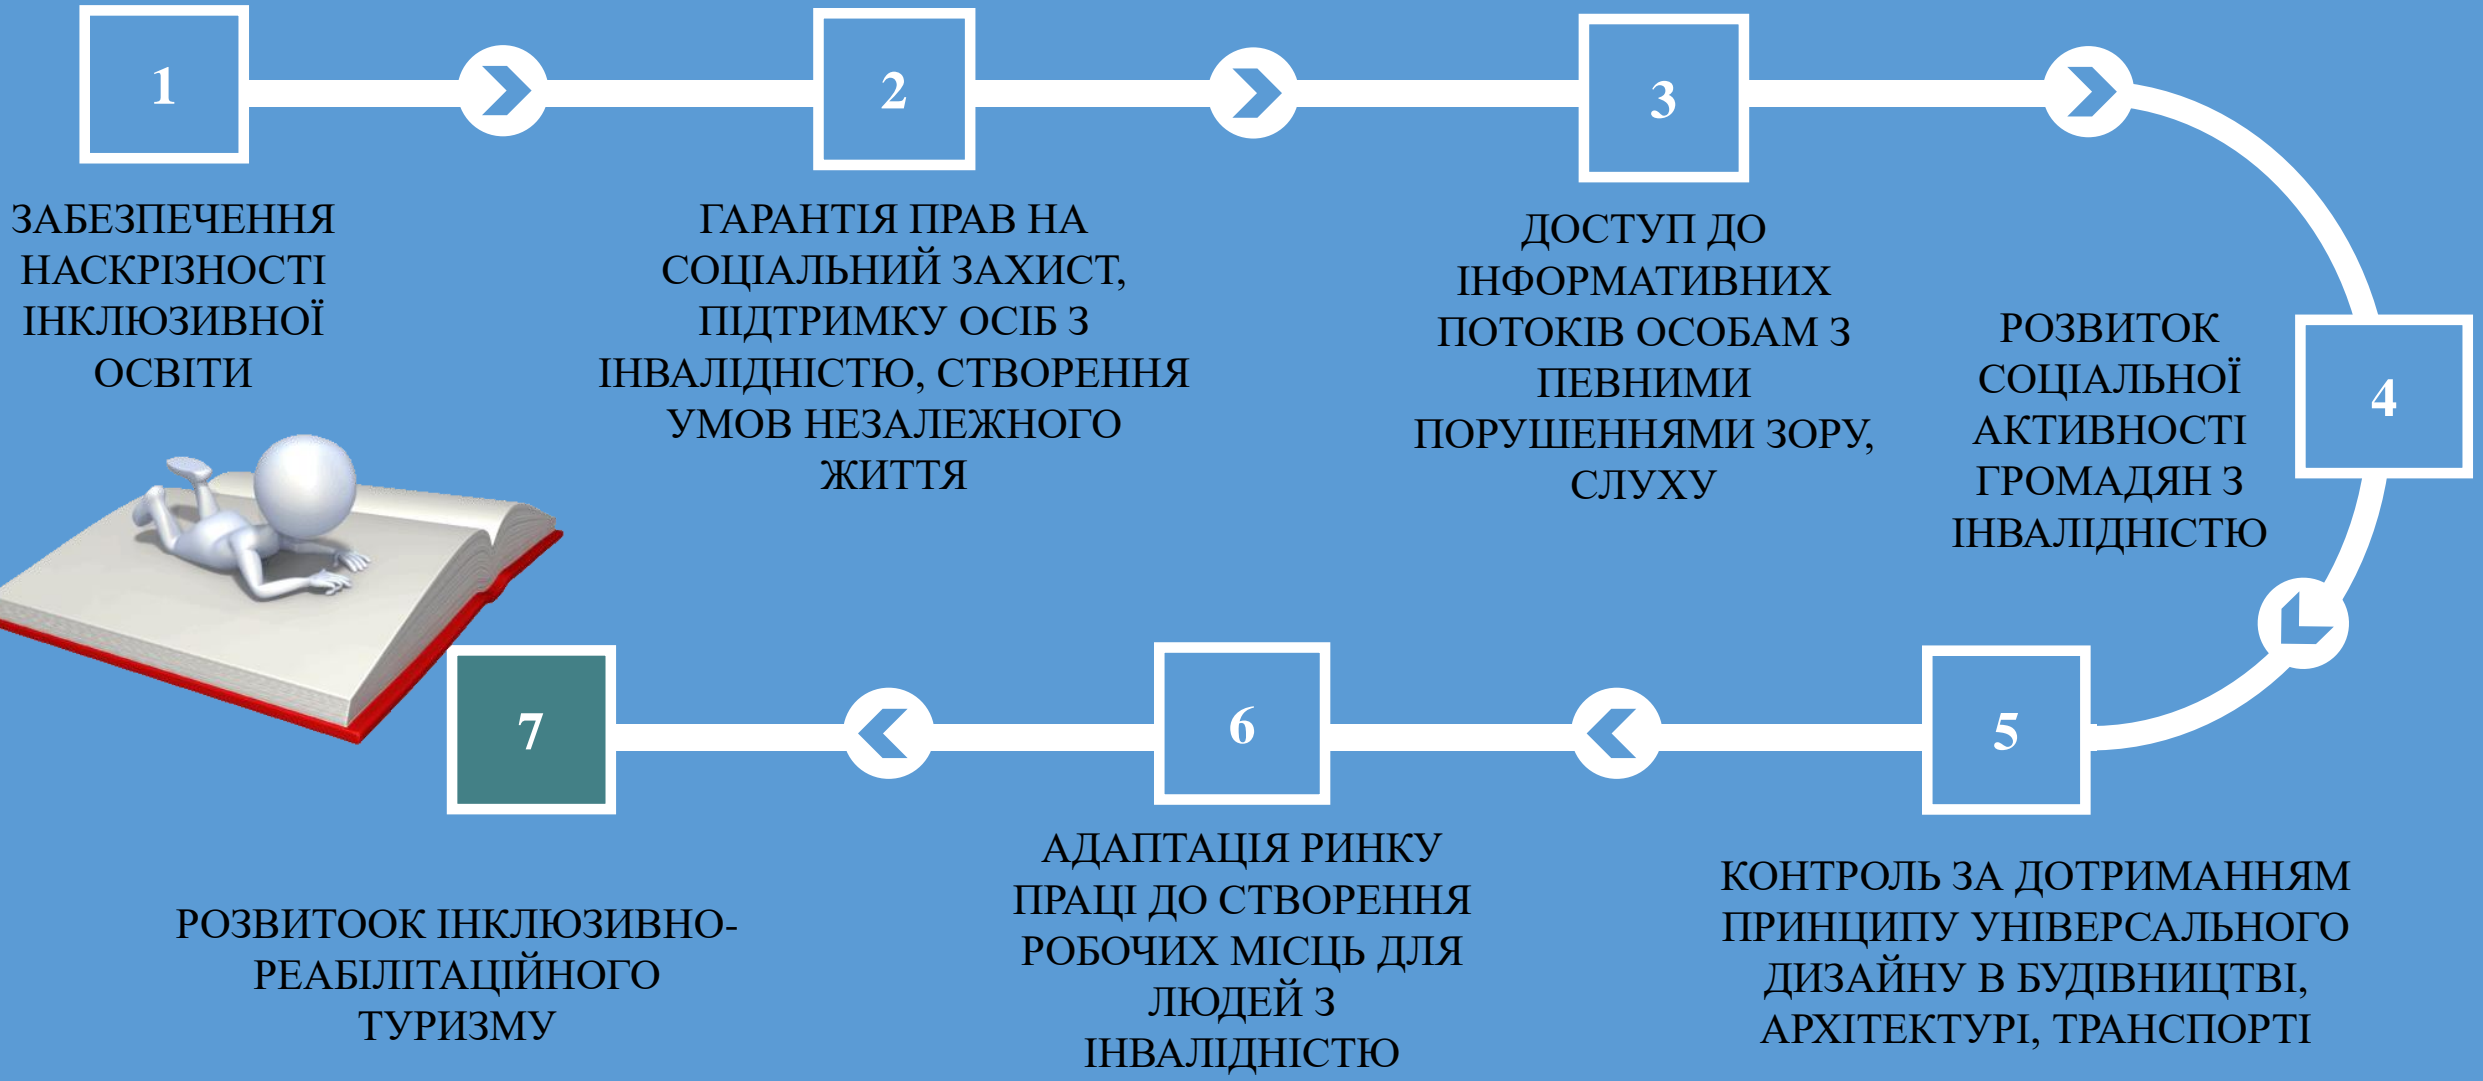 1
ЗАБЕЗПЕЧЕННЯ
НАСКРІЗНОСТІ
ІНКЛЮЗИВНОЇ
ОСВІТИ
2
ГАРАНТІЯ ПРАВ НА
СОЦІАЛЬНИЙ ЗАХИСТ,
ПІДТРИМКУ ОСІБ З
ІНВАЛІДНІСТЮ, СТВОРЕННЯ
УМОВ НЕЗАЛЕЖНОГО
ЖИТТЯ
3
ДОСТУП ДО
ІНФОРМАТИВНИХ
ПОТОКІВ ОСОБАМ З
ПЕВНИМИ
ПОРУШЕННЯМИ ЗОРУ,
СЛУХУ
4
РОЗВИТОК
СОЦІАЛЬНОЇ
АКТИВНОСТІ
ГРОМАДЯН З
ІНВАЛІДНІСТЮ
5
КОНТРОЛЬ ЗА ДОТРИМАННЯМ
ПРИНЦИПУ УНІВЕРСАЛЬНОГО
ДИЗАЙНУ В БУДІВНИЦТВІ,
АРХІТЕКТУРІ, ТРАНСПОРТІ
6
АДАПТАЦІЯ РИНКУ
ПРАЦІ ДО СТВОРЕННЯ
РОБОЧИХ МІСЦЬ ДЛЯ
ЛЮДЕЙ З
ІНВАЛІДНІСТЮ
7
РОЗВИТООК ІНКЛЮЗИВНО-
РЕАБІЛІТАЦІЙНОГО
ТУРИЗМУ